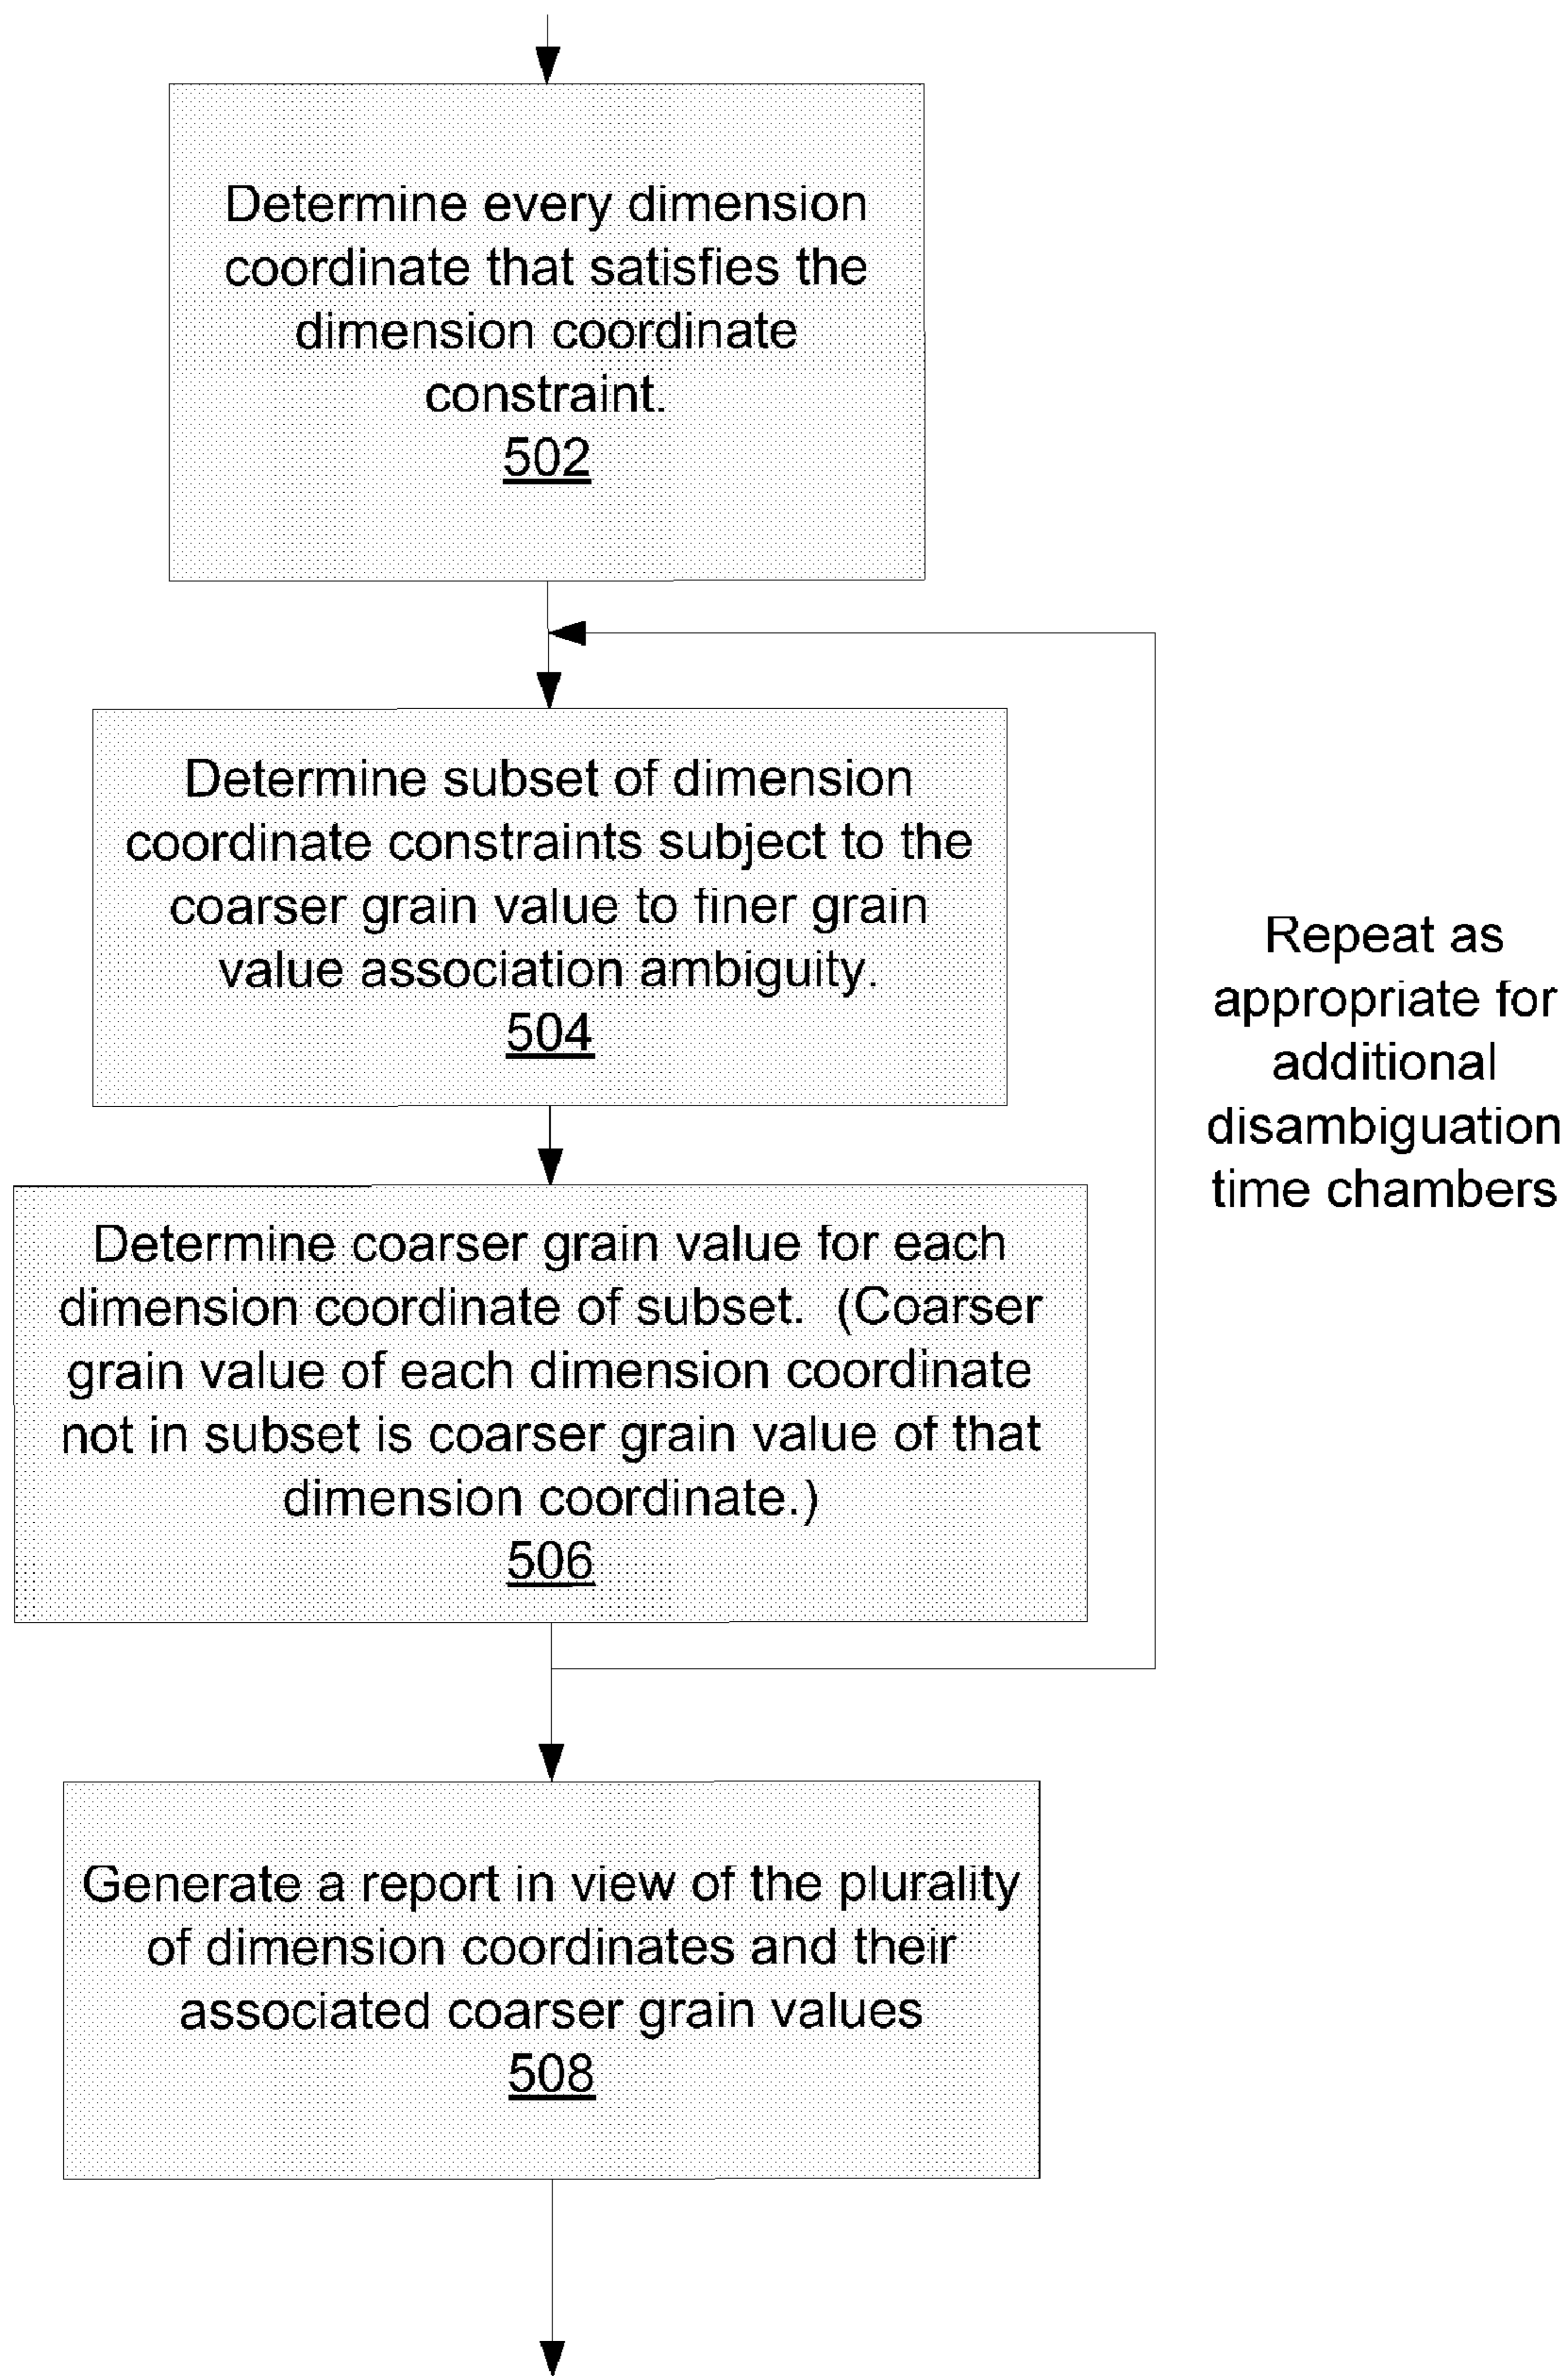 Determine every dimension
coordinate that satisfies the
dimension coordinate
constraint.
502
Determine subset of dimension
coordinate constraints subject to the
coarser grain value to finer grain
value association ambiguity.
504
Repeat as
appropriate for
additional
disambiguation
time chambers
Determine coarser grain value for each
dimension coordinate of subset. (Coarser
grain value of each dimension coordinate
not in subset is coarser grain value of that
dimension coordinate.)
506
Generate a report in view of the plurality
of dimension coordinates and their
associated coarser grain values
508